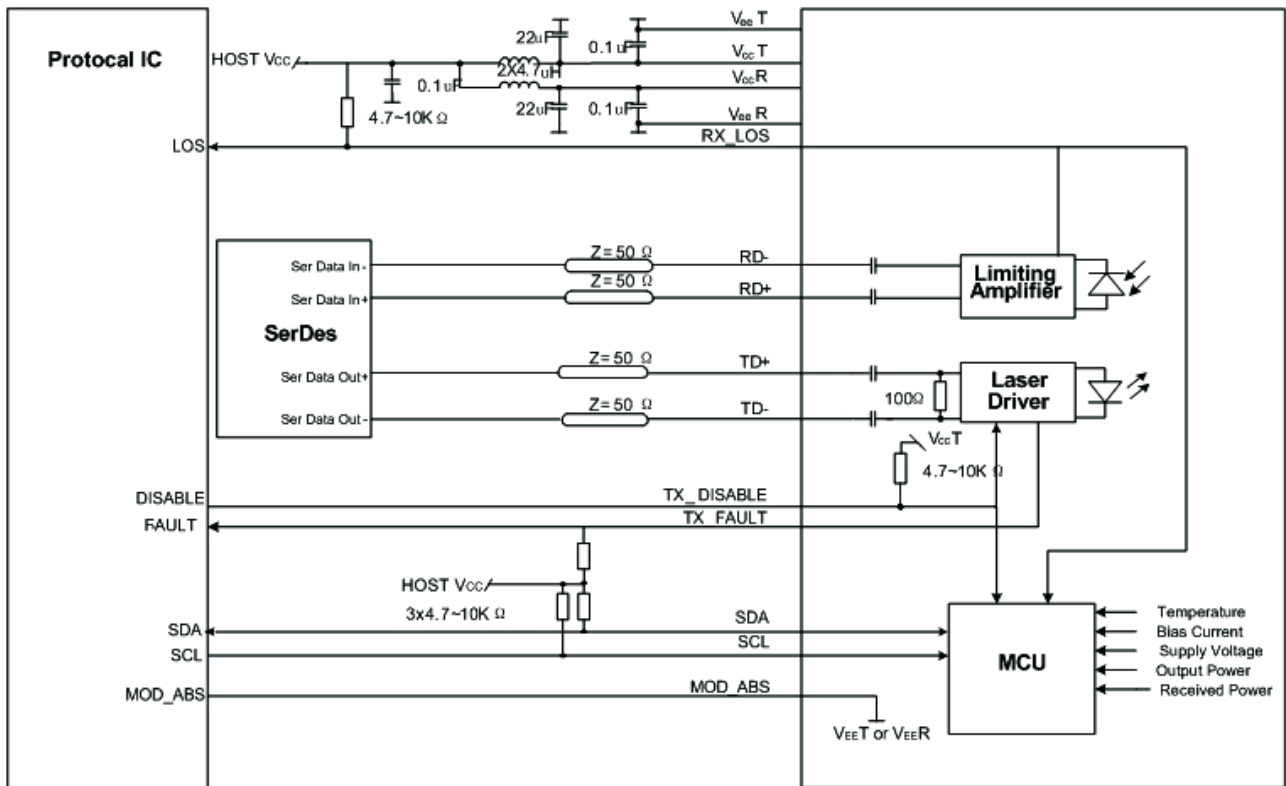 Protocal IC
HOST Vcc
22uF
0.1uF
VeeT
VccT
2X4.7uH
0.1uF
VccR
22uF
0.1uF
VeeR
4.7~10K Ω
LOS
RX_LOS
Z=50 Ω
RD-
Ser Data In-
Z=50 Ω
RD+
Ser Data In+
Limiting
Amplifier
SerDes
Z=50 Ω
TD+
Ser Data Out+
Laser
Driver
100Ω
Z=50 Ω
TD-
Ser Data Out-
VccT
4.7~10K Ω
DISABLE
TX_DISABLE
FAULT
TX_FAULT
HOST Vcc
3x4.7~10K Ω
SDA
SDA
SCL
SCL
MCU
Temperature
Bias Current
Supply Voltage
Output Power
Received Power
MOD_ABS
MOD_ABS
VEET or VEER